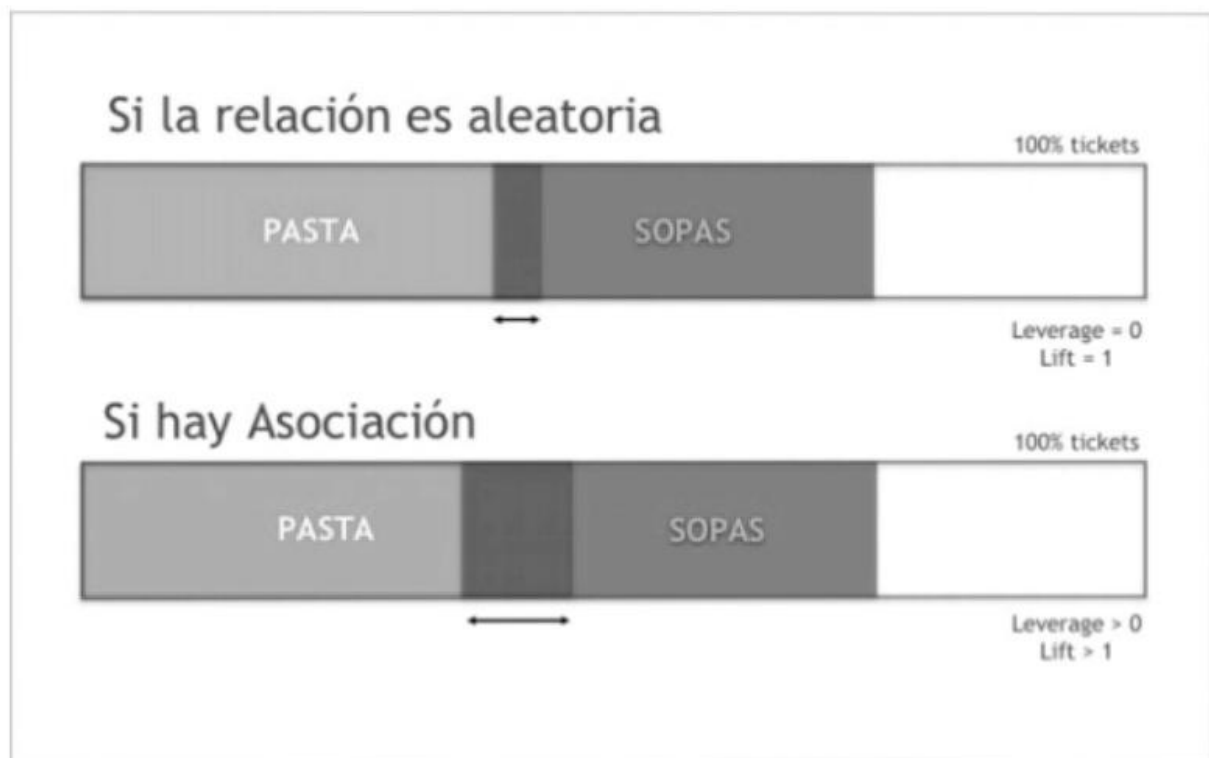 Si la relación es aleatoria
100% tickets
PASTA
SOPAS
Leverage = 0
Lift = 1
Si hay Asociación
100% tickets
PASTA
SOPAS
Leverage > 0
Lift > 1